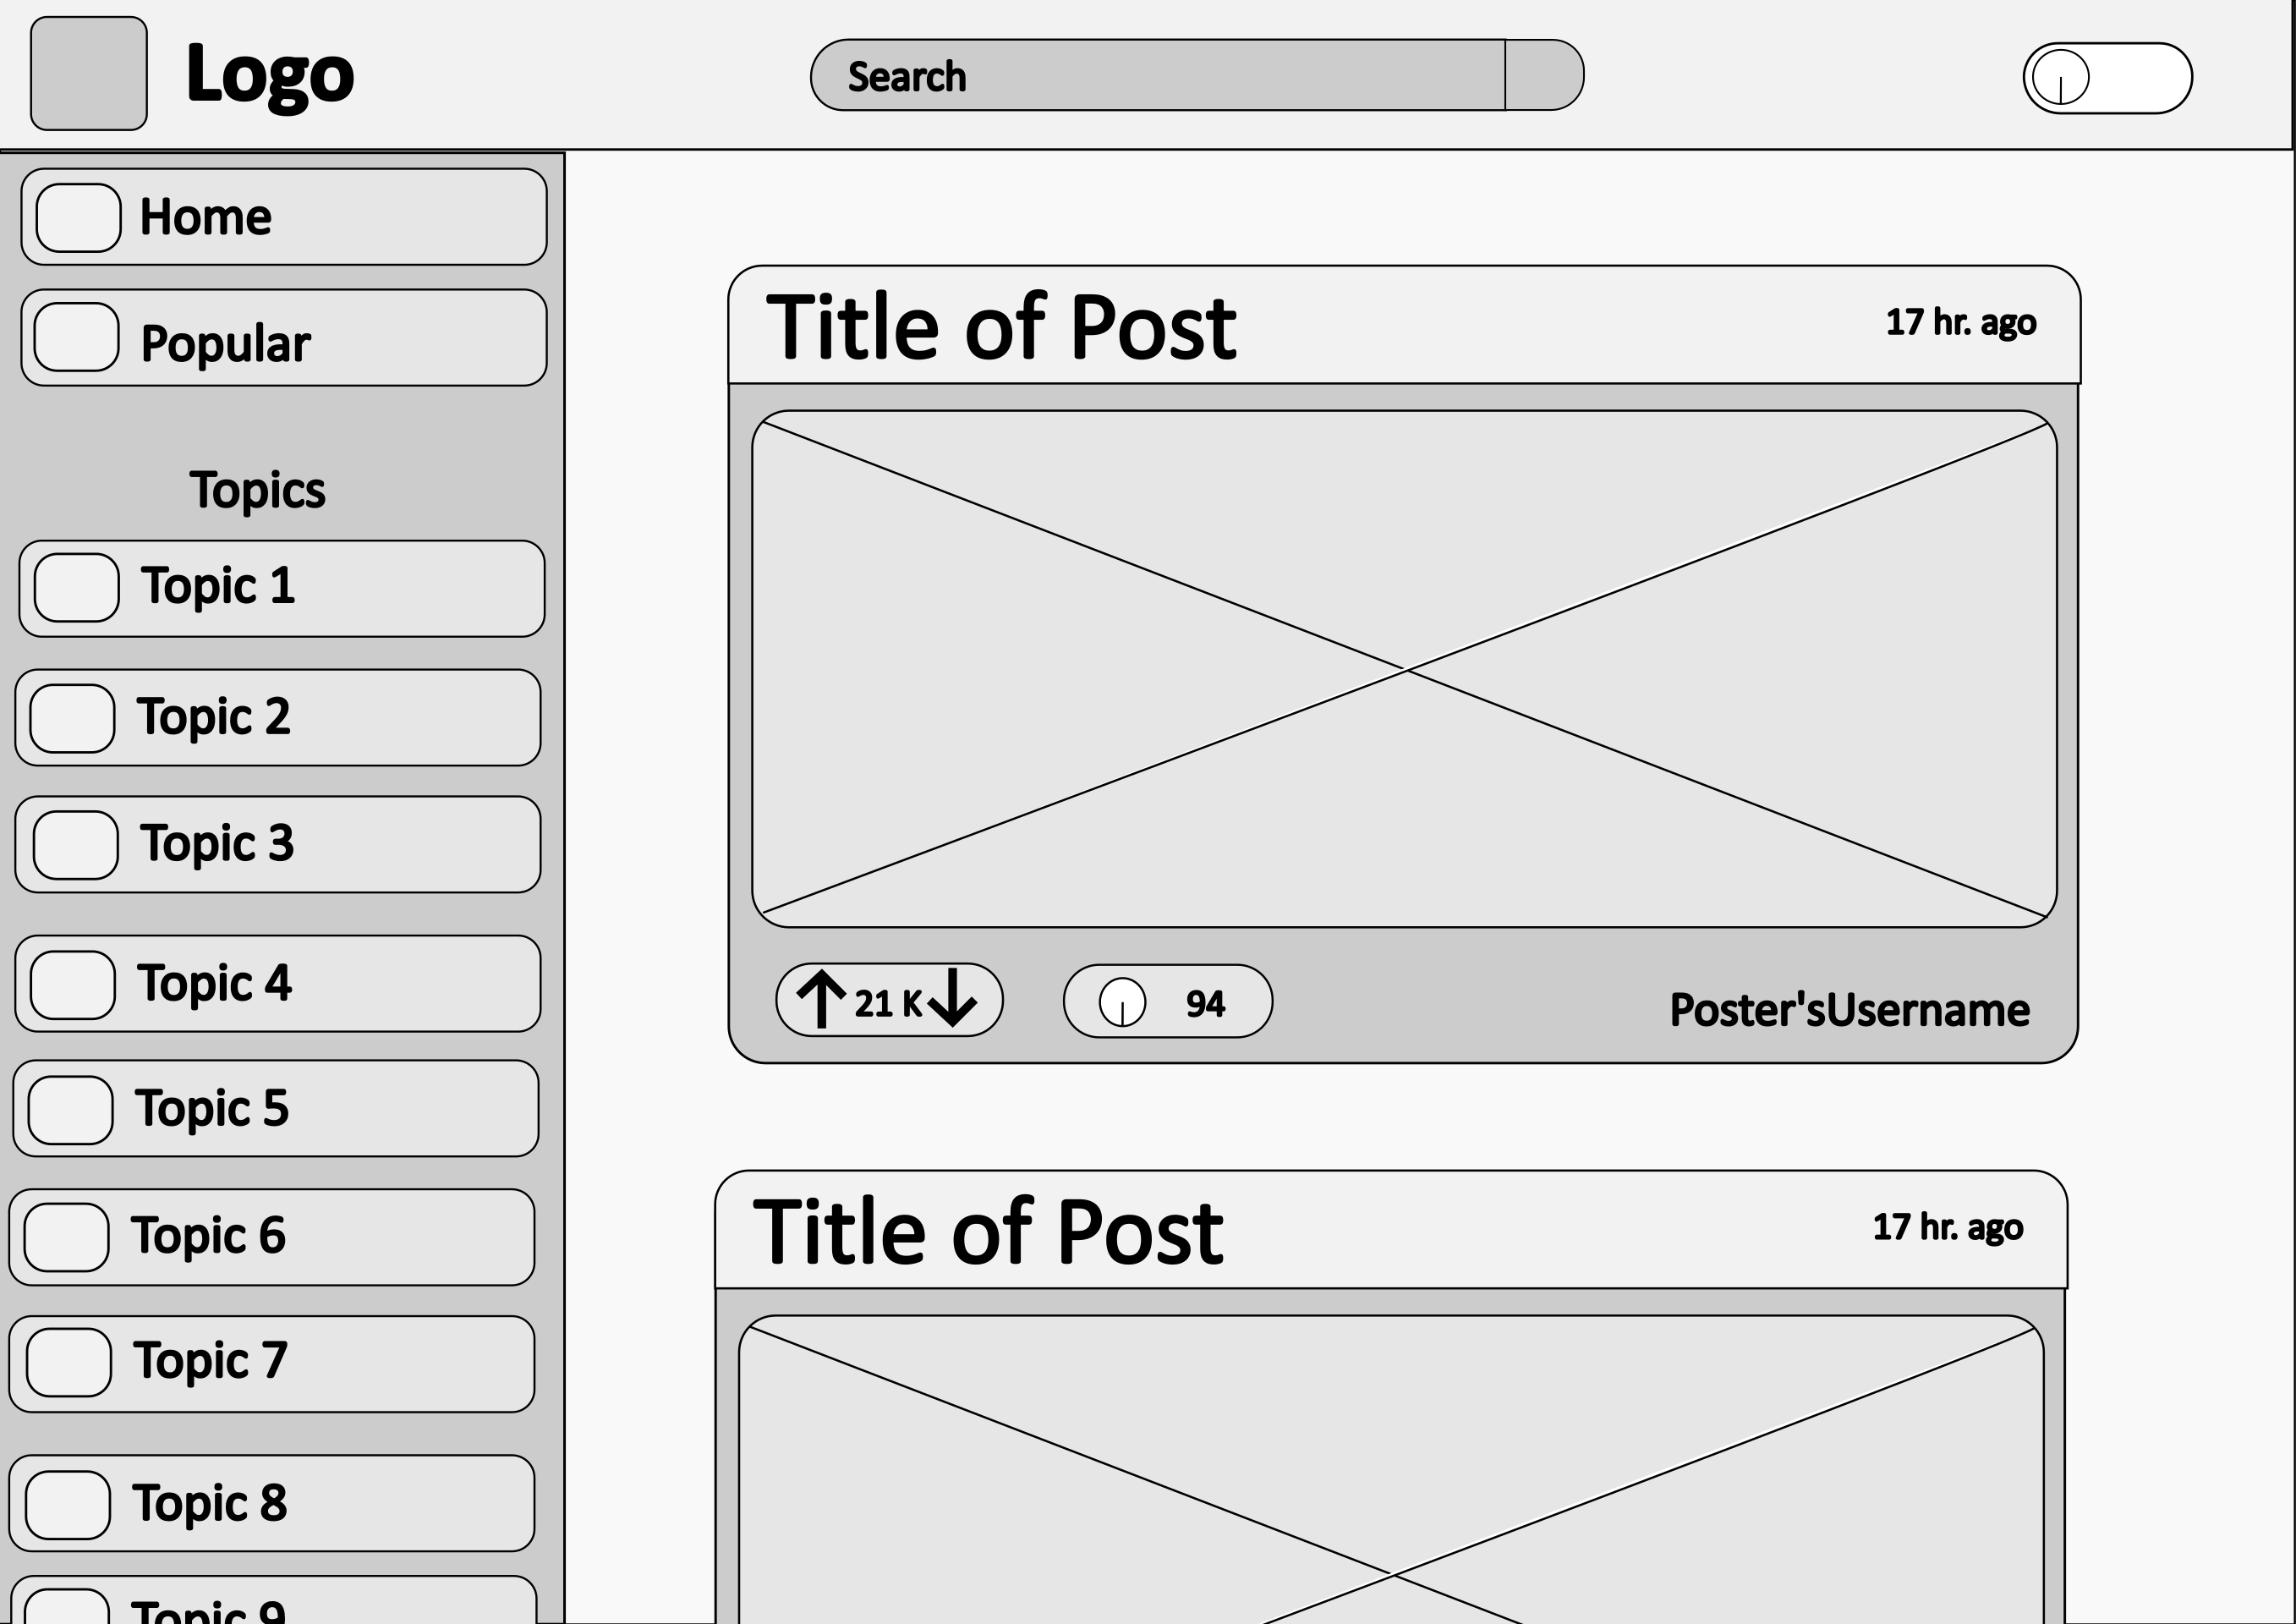 Logo
Search
Home
Popular
Topics
Topic 1
Topic 2
Topic 3
Topic 4
Topic 5
Topic 6
Topic 7
Topic 8
Topic 9
Title of Post
17 hr. ago
21K
94
Poster'sUsername
Title of Post
17 hr. ago